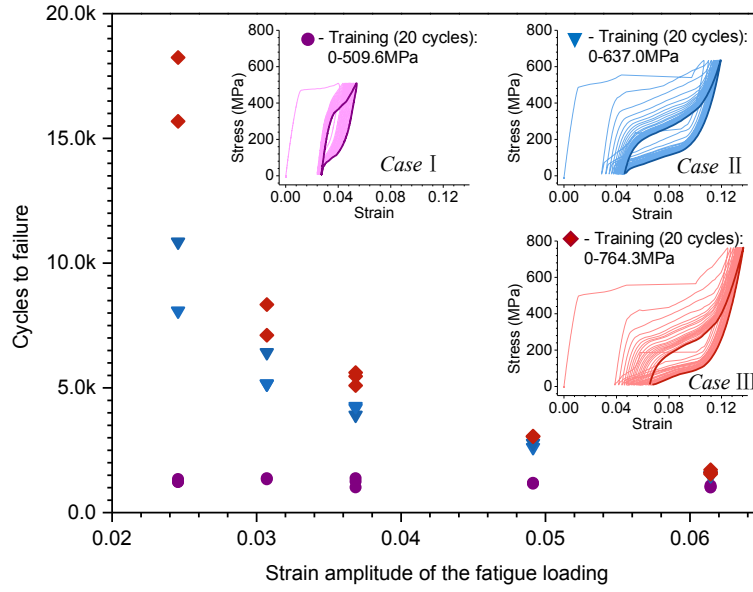 20.0k
15.0k
10.0k
5.0k
0.0
Cycles to failure
0.02
0.03
0.04
0.05
0.06
Strain amplitude of the fatigue loading
- Training (20 cycles):
0-509.6MPa
800
600
400
200
0
Stress (MPa)
0.00
0.04
0.08
0.12
Strain
Case Ⅰ
- Training (20 cycles):
0-637.0MPa
800
600
400
200
0
Stress (MPa)
0.00
0.04
0.08
0.12
Strain
Case Ⅱ
- Training (20 cycles):
0-764.3MPa
800
600
400
200
0
Stress (MPa)
0.00
0.04
0.08
0.12
Strain
Case Ⅲ